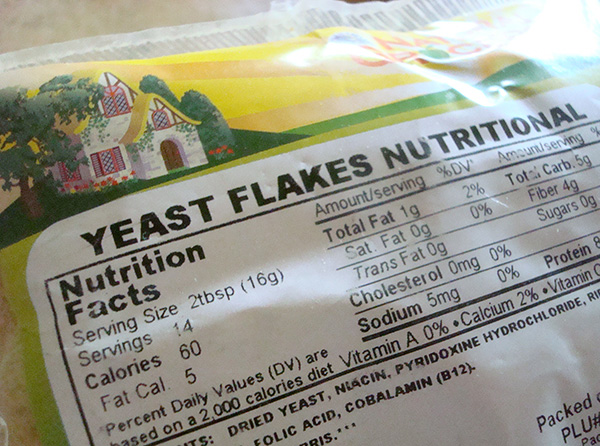 YEAST FLAKES NUTRITIONAL
Nutrition
Facts
Serving Size 2tbsp (16g)
Servings 14
Calories 60
Fat Cal. 5
*Percent Daily Values (DV) are
based on a 2,000 calories diet
Amount/serving %DV*
Total Fat 1g 2%
Sat. Fat 0g 0%
Trans Fat 0g
Cholesterol 0mg 0%
Sodium 5mg 0%
Amount/serving %
Total Carb. 5g
Fiber 4g
Sugars 0g
Protein
Vitamin A 0% • Calcium 2% • Vitamin C
DRIED YEAST, NIACIN, PYRIDOXINE HYDROCHLORIDE,
FOLIC ACID, COBALAMIN (B12).
Packed
PLU#